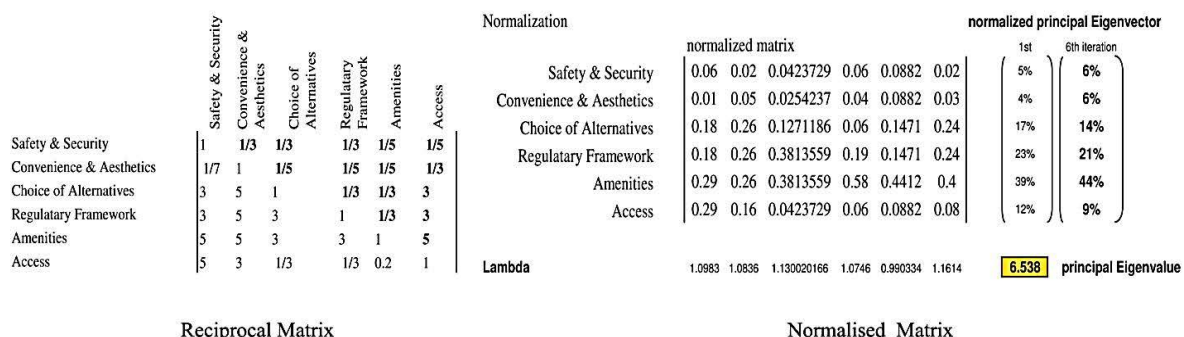 Safety & Security
Convenience &
Aesthetics
Choice of
Alternatives
Regulatary
Framework
Amenities
Access
Safety & Security 1 1/3 1/3 1/3 1/5 1/5
Convenience & Aesthetics 1/7 1 1/5 1/5 1/5 1/3
Choice of Alternatives 3 5 1 1/3 1/3 3
Regulatary Framework 3 5 3 1 1/3 3
Amenities 5 5 3 3 1 5
Access 5 3 1/3 1/3 0.2 1
Reciprocal Matrix
Normalization normalized principal Eigenvector
normalized matrix 1st 6th iteration
Safety & Security 0.06 0.02 0.0423729 0.06 0.0882 0.02 5% 6%
Convenience & Aesthetics 0.01 0.05 0.0254237 0.04 0.0882 0.03 4% 6%
Choice of Alternatives 0.18 0.26 0.1271186 0.06 0.1471 0.24 17% 14%
Regulatary Framework 0.18 0.26 0.3813559 0.19 0.1471 0.24 23% 21%
Amenities 0.29 0.26 0.3813559 0.58 0.4412 0.4 39% 44%
Access 0.29 0.16 0.0423729 0.06 0.0882 0.08 12% 9%
Lambda 1.0983 1.0836 1.130020166 1.0746 0.990334 1.1614 6.538 principal Eigenvalue
Normalised Matrix